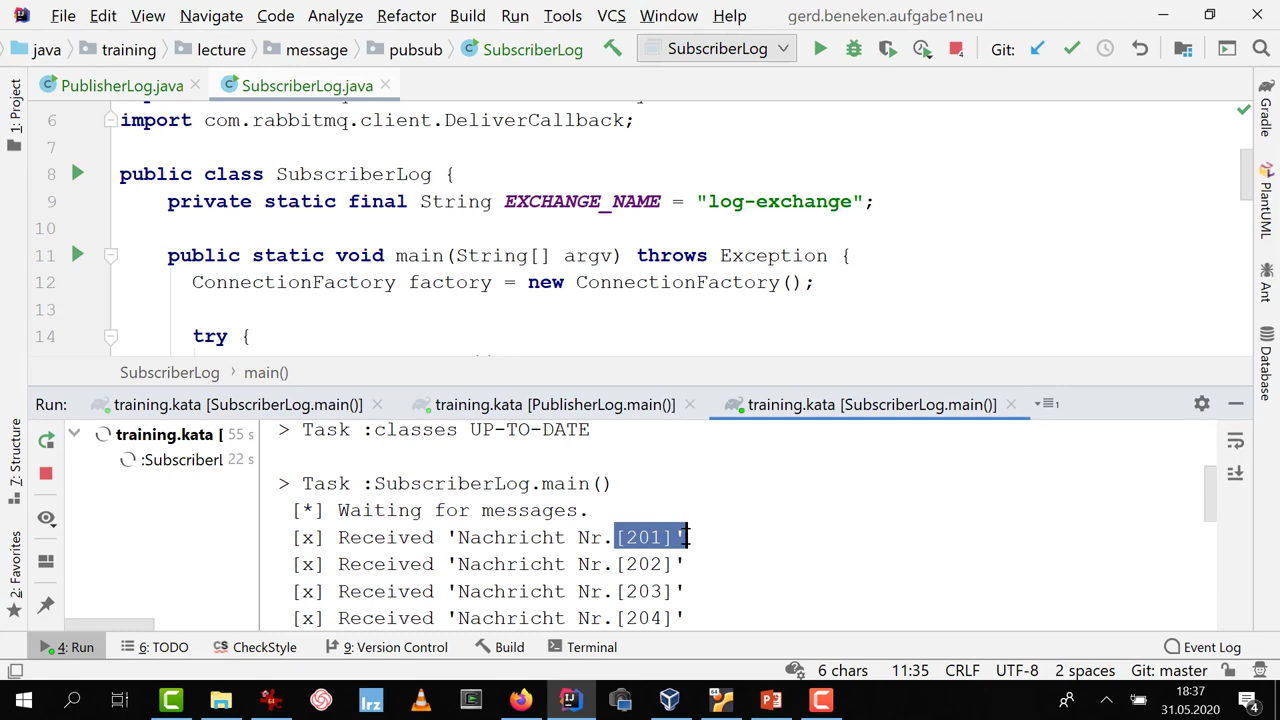 File Edit View Navigate Code Analyze Refactor Build Run Tools VCS Window Help gerd.beneken.aufgabe1neu
java training lecture message pubsub SubscriberLog SubscriberLog Git:
PublisherLog.java SubscriberLog.java
6 import com.rabbitmq.client.DeliverCallback;
7
8 public class SubscriberLog {
9 private static final String EXCHANGE_NAME = "log-exchange";
10
11 public static void main(String[] argv) throws Exception {
12 ConnectionFactory factory = new ConnectionFactory();
13
14 try {
SubscriberLog › main()
Run: training.kata [SubscriberLog.main()] training.kata [PublisherLog.main()] training.kata [SubscriberLog.main()] 1
training.kata [ 55 s
:SubscriberL 22 s
> Task :classes UP-TO-DATE
> Task :SubscriberLog.main()
[*] Waiting for messages.
[x] Received 'Nachricht Nr.[201]'
[x] Received 'Nachricht Nr.[202]'
[x] Received 'Nachricht Nr.[203]'
[x] Received 'Nachricht Nr.[204]'
1: Project
7: Structure
2: Favorites
Gradle
PlantUML
Ant
Database
4: Run 6: TODO CheckStyle 9: Version Control Build Terminal Event Log
6 chars 11:35 CRLF UTF-8 2 spaces Git: master
lrz
18:37
31.05.2020
4